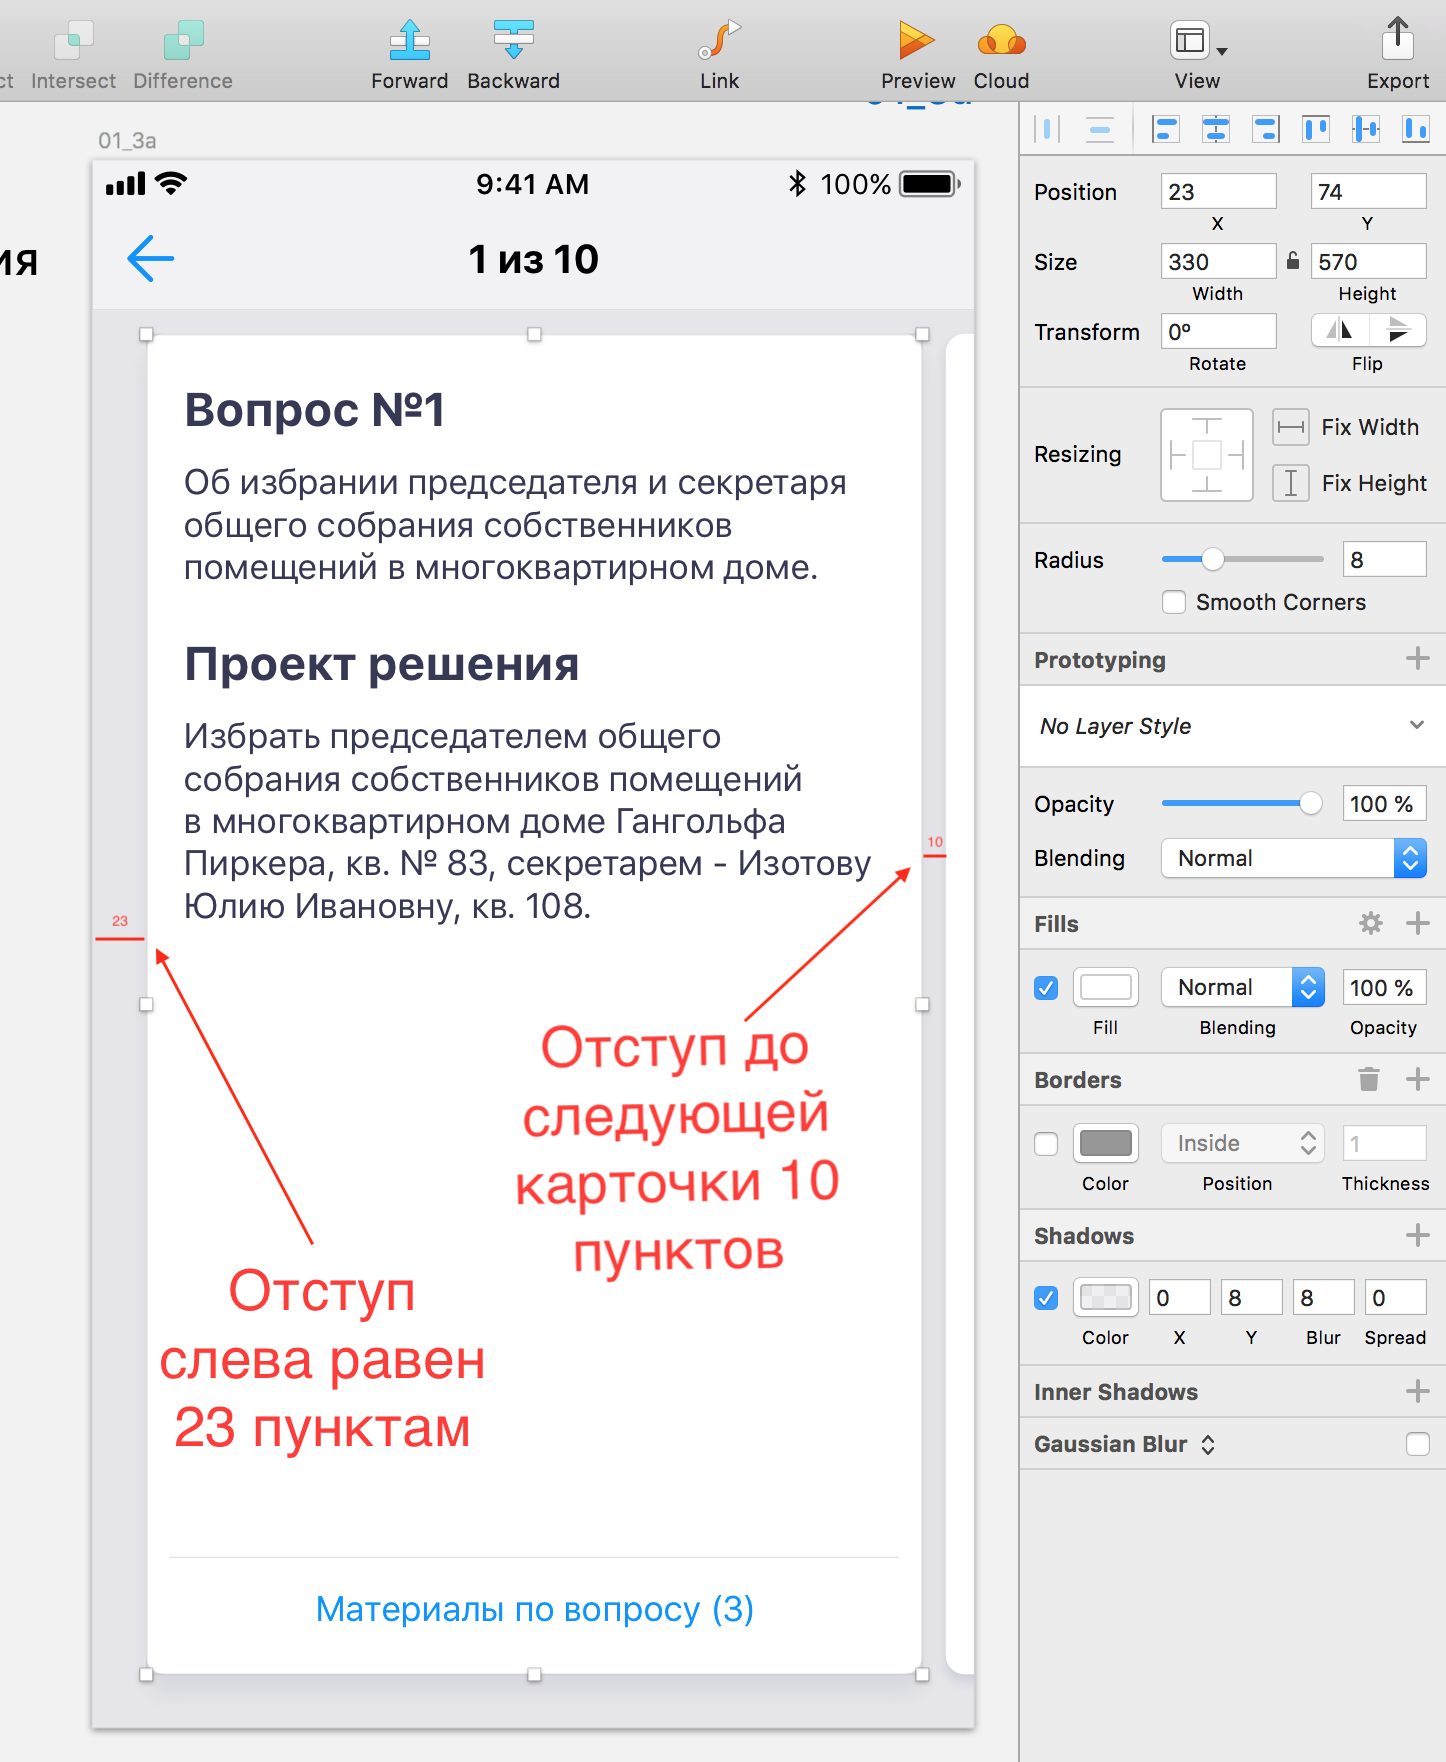 ct Intersect Difference Forward Backward Link Preview Cloud View Export
01_3a
ия
9:41 AM 100%
1 из 10
Вопрос №1
Об избрании председателя и секретаря
общего собрания собственников
помещений в многоквартирном доме.
Проект решения
Избрать председателем общего
собрания собственников помещений
в многоквартирном доме Гангольфа
Пиркера, кв. № 83, секретарем - Изотову
Юлию Ивановну, кв. 108.
10
23
Отступ до
следующей
карточки 10
пунктов
Отступ
слева равен
23 пунктам
Материалы по вопросу (3)
Position 23 74
X Y
Size 330 570
Width Height
Transform 0º
Rotate Flip
Resizing
Fix Width
Fix Height
Radius 8
Smooth Corners
Prototyping
No Layer Style
Opacity 100 %
Blending Normal
Fills
Normal 100 %
Fill Blending Opacity
Borders
Inside 1
Color Position Thickness
Shadows
0 8 8 0
Color X Y Blur Spread
Inner Shadows
Gaussian Blur